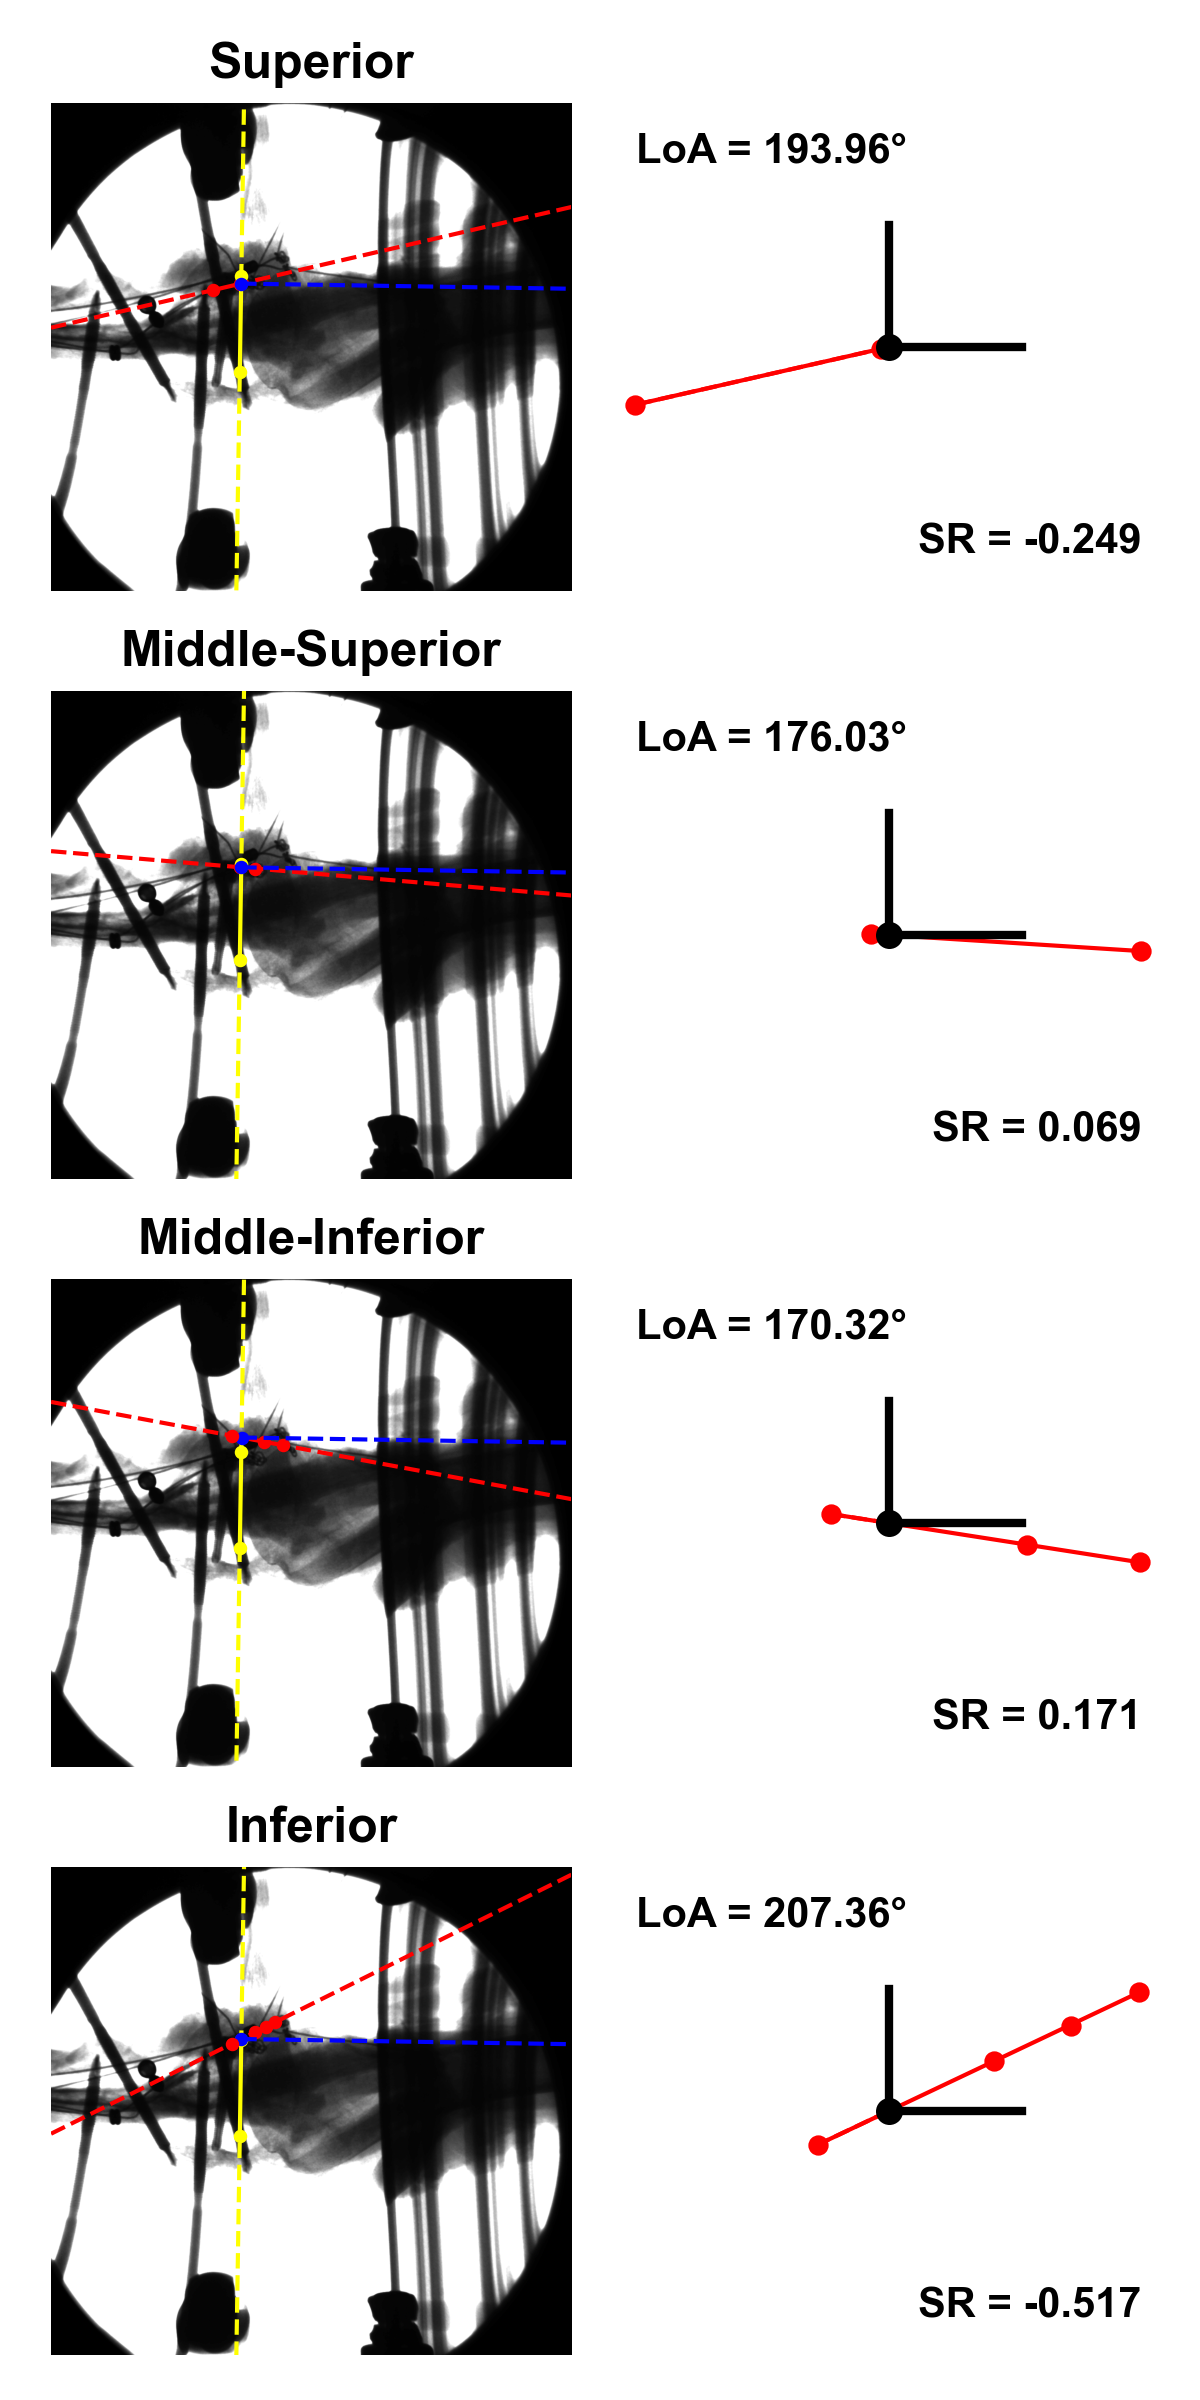 Superior
LoA = 193.96°
SR = -0.249
Middle-Superior
LoA = 176.03°
SR = 0.069
Middle-Inferior
LoA = 170.32°
SR = 0.171
Inferior
LoA = 207.36°
SR = -0.517